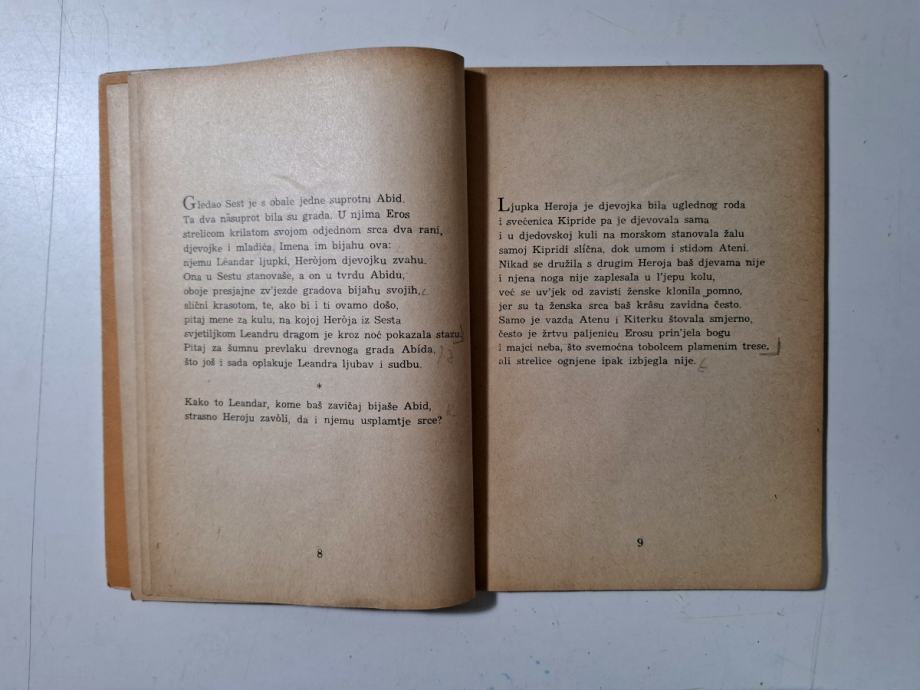 Gledao Sest je s obale jedne suprotni Abid.
Ta dva nasuprot bila su grada. U njima Eros
strelicom krilatom svojom odjednom srca dva rani,
djevojke i mladića. Imena im bijahu ova:
njemu Léandar ljupki, Heròjom djevojku zvahu.
Ona u Sestu stanovaše, a on u tvrdu Abidu,
oboje presjajne zv'jezde gradova bijahu svojih,
slični krasotom, te, ako bi i ti ovamo došo,
pitaj mene za kulu, na kojoj Heròja iz Sesta
svjetiljkom Leandru dragom je kroz noć pokazala stazu.
Pitaj za šumnu prevlaku drevnoga grada Abída,
što još i sada oplakuje Leandra ljubav i sudbu.
*
Kako to Leandar, kome baš zavičaj bijaše Abid,
strasno Heroju zavòli, da i njemu usplamtje srce?
8
Ljupka Heroja je djevojka bila uglednog roda
i svećenica Kipride pa je djevovala sama
i u djedovskoj kuli na morskom stanovala žalu
samoj Kipridi slíčna, dok umom i stidom Ateni.
Nikad se družila s drugim Heroja baš djevama nije
i njena noga nije zaplesala u l'jepu kolu,
već se uv'jek od zavisti ženske klonila pomno,
jer su ta ženska srca baš krâsu zavidna često.
Samo je vazda Atenu i Kiterku štovala smjerno,
često je žrtvu paljenicu Erosu prin'jela bogu
i majci neba, što svemoćna tobolcem plamenim trese,
ali strelice ognjene ipak izbjegla nije.
9